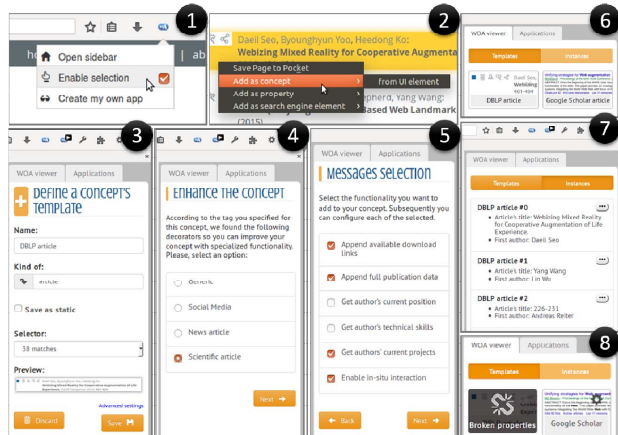 1
Open sidebar
Enable selection
Create my own app
2
Daeil Seo, Byounghyun Yoo, Heedong Ko:
Webizing Mixed Reality for Cooperative Augmenta
Save Page to Pocket
Add as concept
from UI element
Add as property
Add as search engine element
pherd, Yang Wang:
Based Web Landmark
(2015)
6
WOA viewer
Applications
Templates
Instances
DBLP article
Google Scholar article
3
WOA viewer
Applications
Define a concept's
template
Name:
DBLP article
Kind of:
Save as static
Selector:
38 matches
Preview:
Advanced settings
Discard
Save
4
WOA viewer
Applications
Enhance the concept
According to the tag you specified for
this concept, we found the following
decorators so you can improve your
concept with specialized functionality.
Please, select an option:
Generic
Social Media
News article
Scientific article
Next
5
WOA viewer
Applications
Messages selection
Select the functionality you want to
add to your concept. Subsequently you
can configure each of the selected.
Append available download
links
Append full publication data
Get author's current position
Get author's technical skills
Get authors' current projects
Enable in-situ interaction
Back
Next
7
WOA viewer
Applications
Templates
Instances
DBLP article #0
Article's title: Webizing Mixed Reality
for Cooperative Augmentation of Life
Experience.
First author: Daeil Seo
DBLP article #1
Article's title: Yang Wang
First author: Lin Wu
DBLP article #2
Article's title: 226-231
First author: Andreas Reiter
8
WOA viewer
Applications
Templates
Instances
Broken properties
Google Scholar